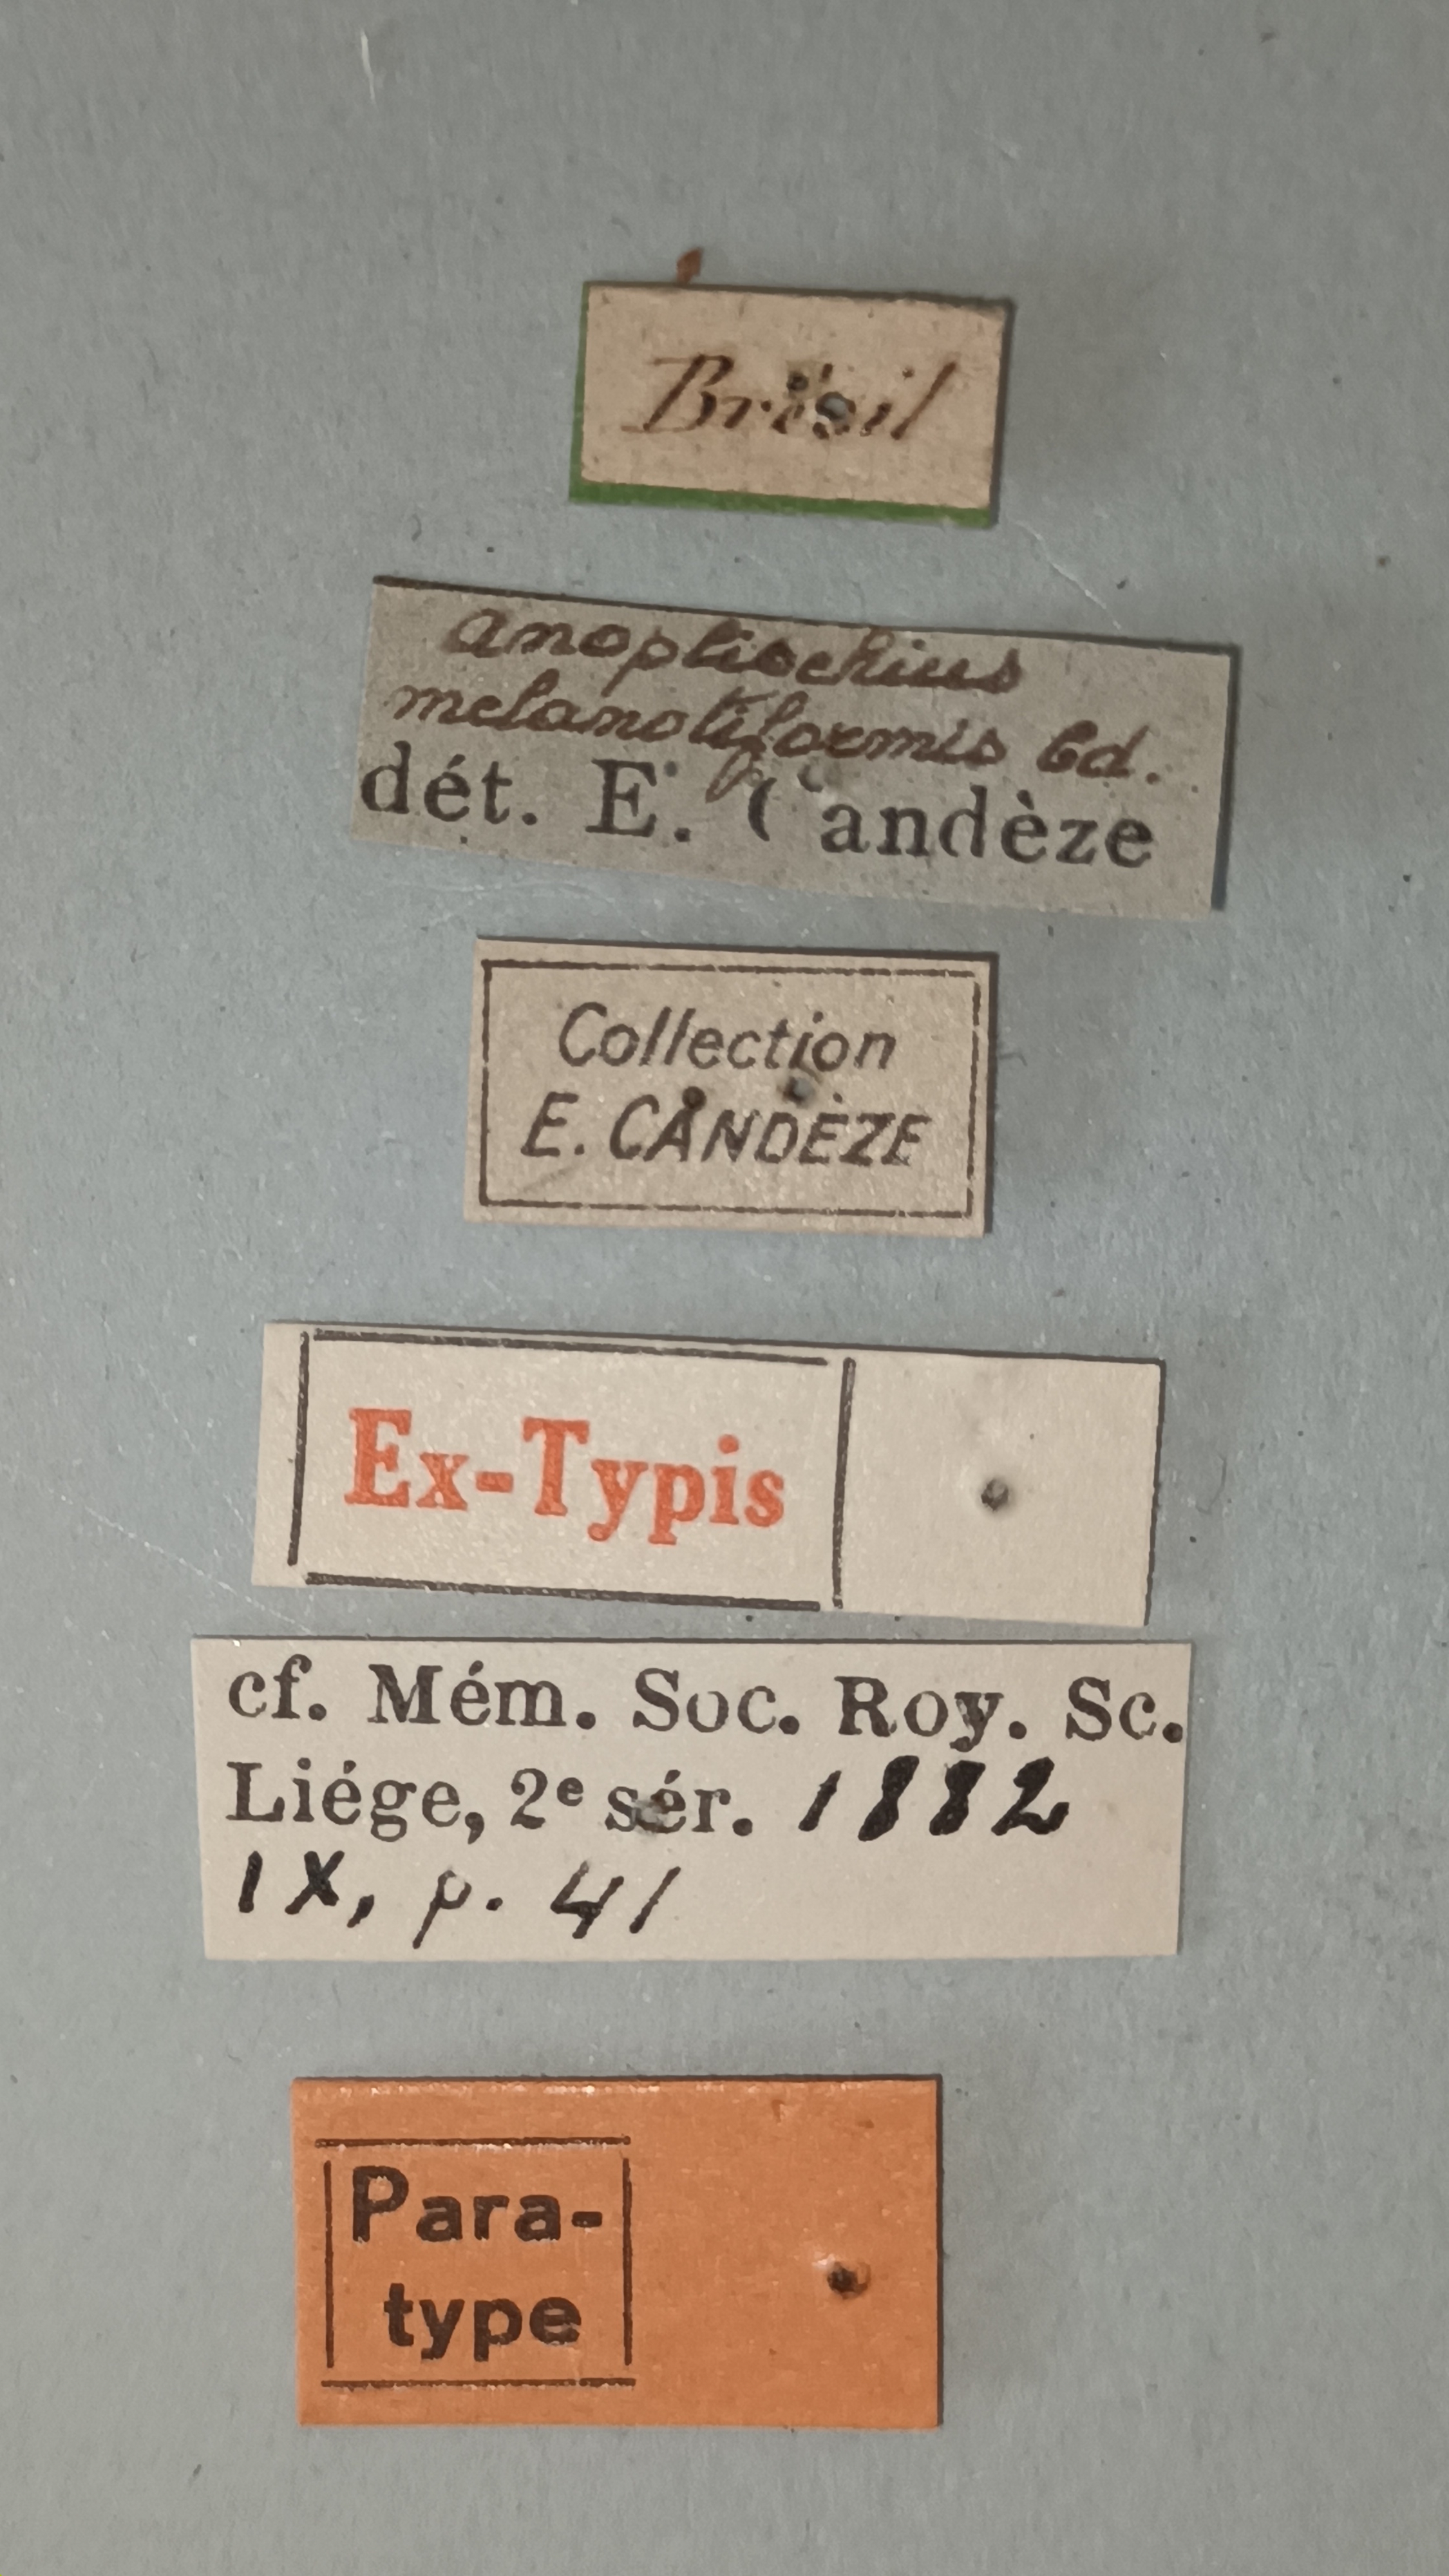 Brésil
anoplischius
melanotiformis Cd.
dét. E. Candèze
Collection
E. CANDÈZE
Ex-Typis
cf. Mém. Soc. Roy. Sc.
Liége, 2e sér. 1882
IX, p. 41
Para-
type